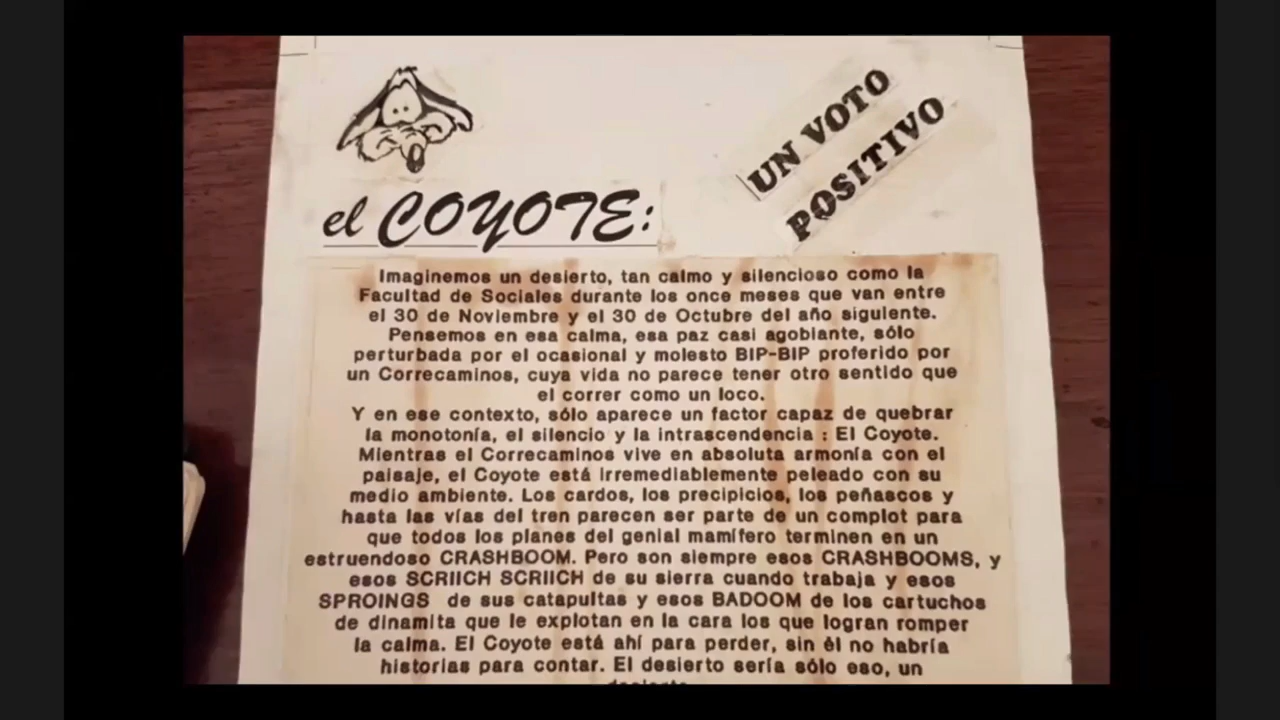 UN VOTO
POSITIVO
el COYOTE:
Imaginemos un desierto, tan calmo y silencioso como la
Facultad de Sociales durante los once meses que van entre
el 30 de Noviembre y el 30 de Octubre del año siguiente.
Pensemos en esa calma, esa paz casi agobiante, sólo
perturbada por el ocasional y molesto BIP-BIP proferido por
un Correcaminos, cuya vida no parece tener otro sentido que
el correr como un loco.
Y en ese contexto, sólo aparece un factor capaz de quebrar
la monotonía, el silencio y la intrascendencia : El Coyote.
Mientras el Correcaminos vive en absoluta armonía con el
paisaje, el Coyote está irremediablemente peleado con su
medio ambiente. Los cardos, los precipicios, los peñascos y
hasta las vías del tren parecen ser parte de un complot para
que todos los planes del genial mamífero terminen en un
estruendoso CRASHBOOM. Pero son siempre esos CRASHBOOMS, y
esos SCRIICH SCRIICH de su sierra cuando trabaja y esos
SPROINGS de sus catapultas y esos BADOOM de los cartuchos
de dinamita que le explotan en la cara los que logran romper
la calma. El Coyote está ahí para perder, sin él no habría
historias para contar. El desierto sería sólo eso, un